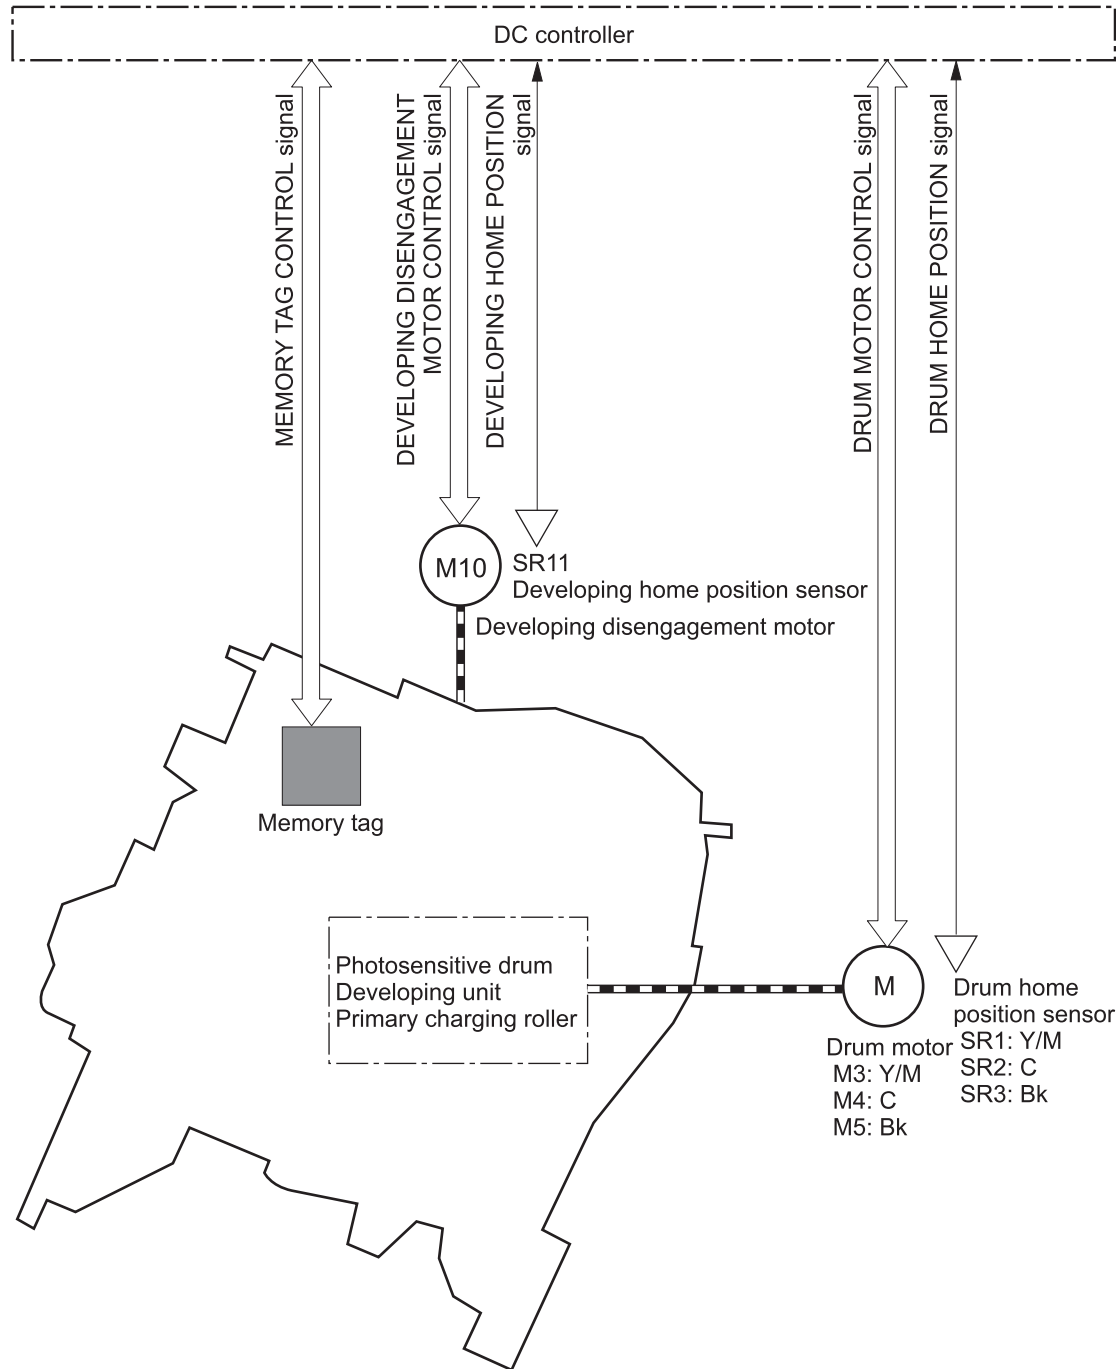 DC controller
MEMORY TAG CONTROL signal
DEVELOPING DISENGAGEMENT
MOTOR CONTROL signal
DEVELOPING HOME POSITION
signal
DRUM MOTOR CONTROL signal
DRUM HOME POSITION signal
M10
SR11
Developing home position sensor
Developing disengagement motor
Memory tag
Photosensitive drum
Developing unit
Primary charging roller
M
Drum motor
M3: Y/M
M4: C
M5: Bk
Drum home
position sensor
SR1: Y/M
SR2: C
SR3: Bk